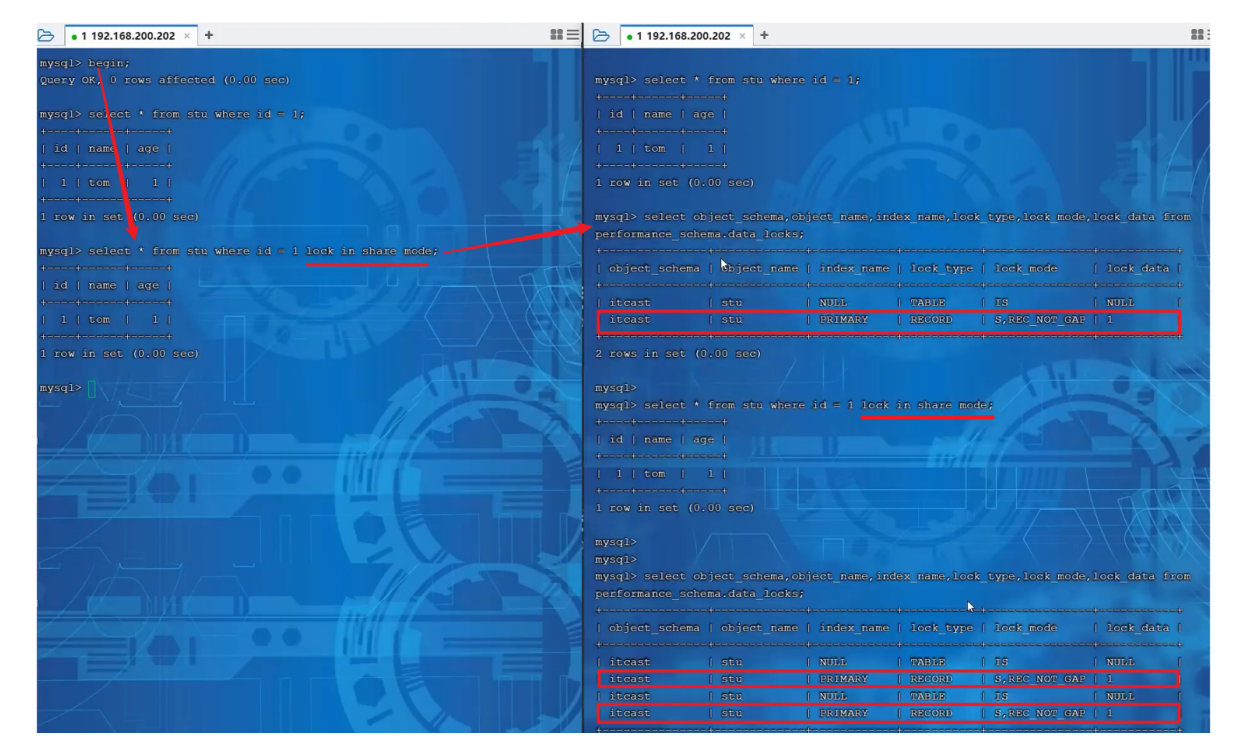 1 192.168.200.202 × +
mysql> begin;
Query OK, 0 rows affected (0.00 sec)
mysql> select * from stu where id = 1;
+----+------+-----+
| id | name | age |
+----+------+-----+
| 1 | tom | 1 |
+----+------+-----+
1 row in set (0.00 sec)
mysql> select * from stu where id = 1 lock in share mode;
+----+------+-----+
| id | name | age |
+----+------+-----+
| 1 | tom | 1 |
+----+------+-----+
1 row in set (0.00 sec)
mysql>
1 192.168.200.202 × +
mysql> select * from stu where id = 1;
+----+------+-----+
| id | name | age |
+----+------+-----+
| 1 | tom | 1 |
+----+------+-----+
1 row in set (0.00 sec)
mysql> select object_schema,object_name,index_name,lock_type,lock_mode,lock_data from
performance_schema.data_locks;
+---------------+-------------+------------+-----------+---------------+-----------+
| object_schema | object_name | index_name | lock_type | lock_mode | lock_data |
+---------------+-------------+------------+-----------+---------------+-----------+
| itcast | stu | NULL | TABLE | IS | NULL |
| itcast | stu | PRIMARY | RECORD | S,REC_NOT_GAP | 1 |
+---------------+-------------+------------+-----------+---------------+-----------+
2 rows in set (0.00 sec)
mysql>
mysql> select * from stu where id = 1 lock in share mode;
+----+------+-----+
| id | name | age |
+----+------+-----+
| 1 | tom | 1 |
+----+------+-----+
1 row in set (0.00 sec)
mysql>
mysql>
mysql> select object_schema,object_name,index_name,lock_type,lock_mode,lock_data from
performance_schema.data_locks;
+---------------+-------------+------------+-----------+---------------+-----------+
| object_schema | object_name | index_name | lock_type | lock_mode | lock_data |
+---------------+-------------+------------+-----------+---------------+-----------+
| itcast | stu | NULL | TABLE | IS | NULL |
| itcast | stu | PRIMARY | RECORD | S,REC_NOT_GAP | 1 |
| itcast | stu | NULL | TABLE | IS | NULL |
| itcast | stu | PRIMARY | RECORD | S,REC_NOT_GAP | 1 |
+---------------+-------------+------------+-----------+---------------+-----------+